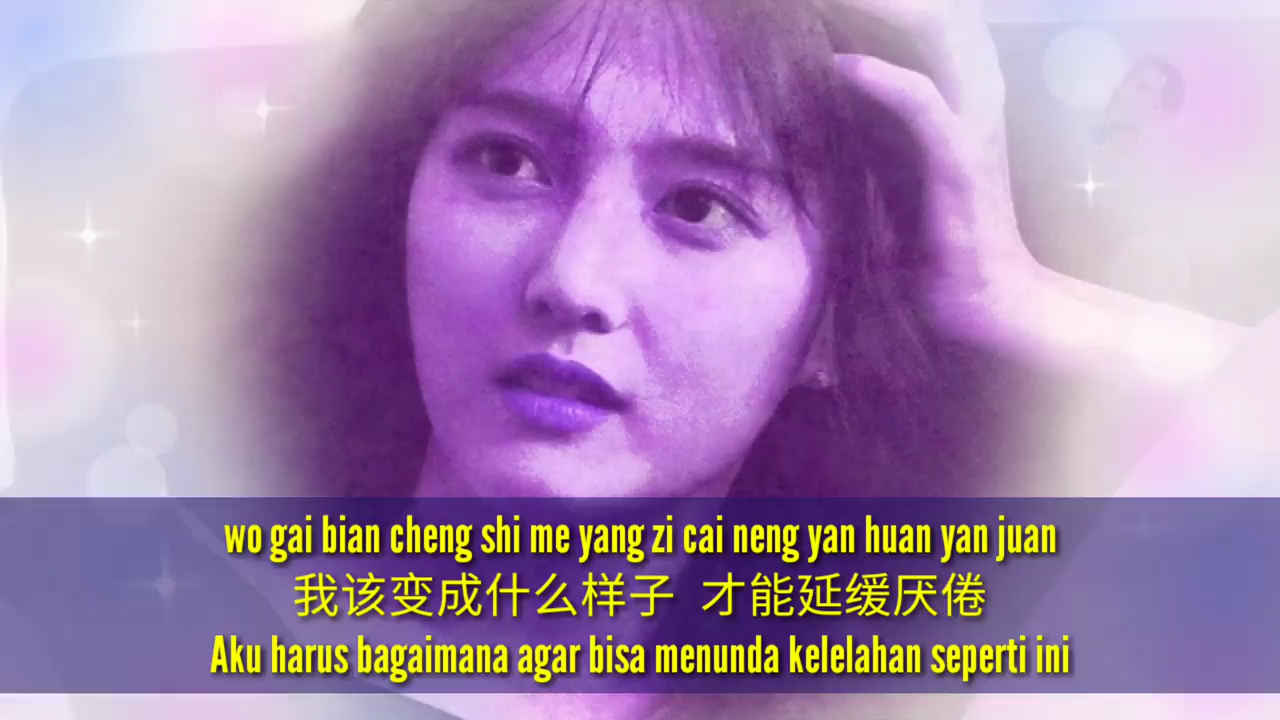 wo gai bian cheng shi me yang zi cai neng yan huan yan juan
我该变成什么样子 才能延缓厌倦
Aku harus bagaimana agar bisa menunda kelelahan seperti ini